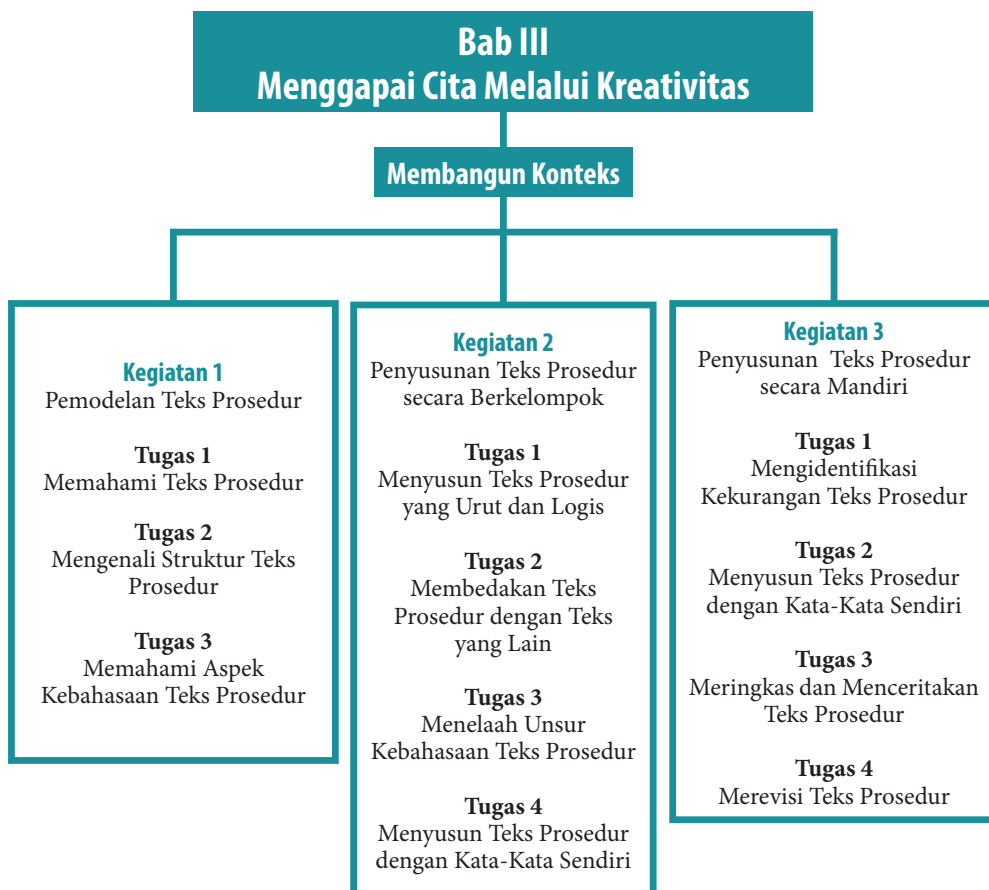 Bab III
Menggapai Cita Melalui Kreativitas
Membangun Konteks
Kegiatan 1
Pemodelan Teks Prosedur
Tugas 1
Memahami Teks Prosedur
Tugas 2
Mengenali Struktur Teks
Prosedur
Tugas 3
Memahami Aspek
Kebahasaan Teks Prosedur
Kegiatan 2
Penyusunan Teks Prosedur
secara Berkelompok
Tugas 1
Menyusun Teks Prosedur
yang Urut dan Logis
Tugas 2
Membedakan Teks
Prosedur dengan Teks
yang Lain
Tugas 3
Menelaah Unsur
Kebahasaan Teks Prosedur
Tugas 4
Menyusun Teks Prosedur
dengan Kata-Kata Sendiri
Kegiatan 3
Penyusunan Teks Prosedur
secara Mandiri
Tugas 1
Mengidentifikasi
Kekurangan Teks Prosedur
Tugas 2
Menyusun Teks Prosedur
dengan Kata-Kata Sendiri
Tugas 3
Meringkas dan Menceritakan
Teks Prosedur
Tugas 4
Merevisi Teks Prosedur